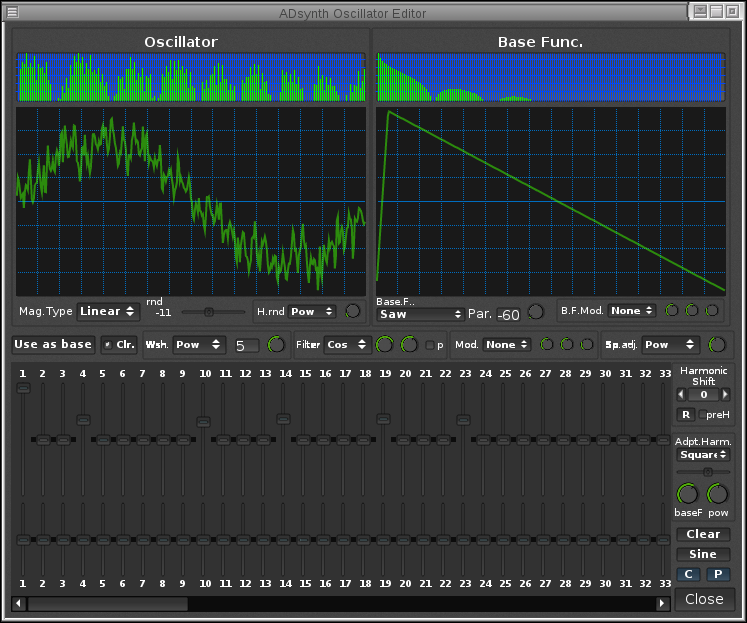 ADsynth Oscillator Editor
Oscillator
Base Func.
Mag.Type Linear rnd -11 H.rnd Pow
Base.F.. Saw Par. -60 B.F.Mod. None
Use as base Clr. Wsh. Pow 5 Filter Cos p Mod. None Sp.adj. Pow
1 2 3 4 5 6 7 8 9 10 11 12 13 14 15 16 17 18 19 20 21 22 23 24 25 26 27 28 29 30 31 32 33
Harmonic
Shift
0
R preH
Adpt.Harm.
Square
baseF pow
1 2 3 4 5 6 7 8 9 10 11 12 13 14 15 16 17 18 19 20 21 22 23 24 25 26 27 28 29 30 31 32 33
Clear
Sine
C P
Close